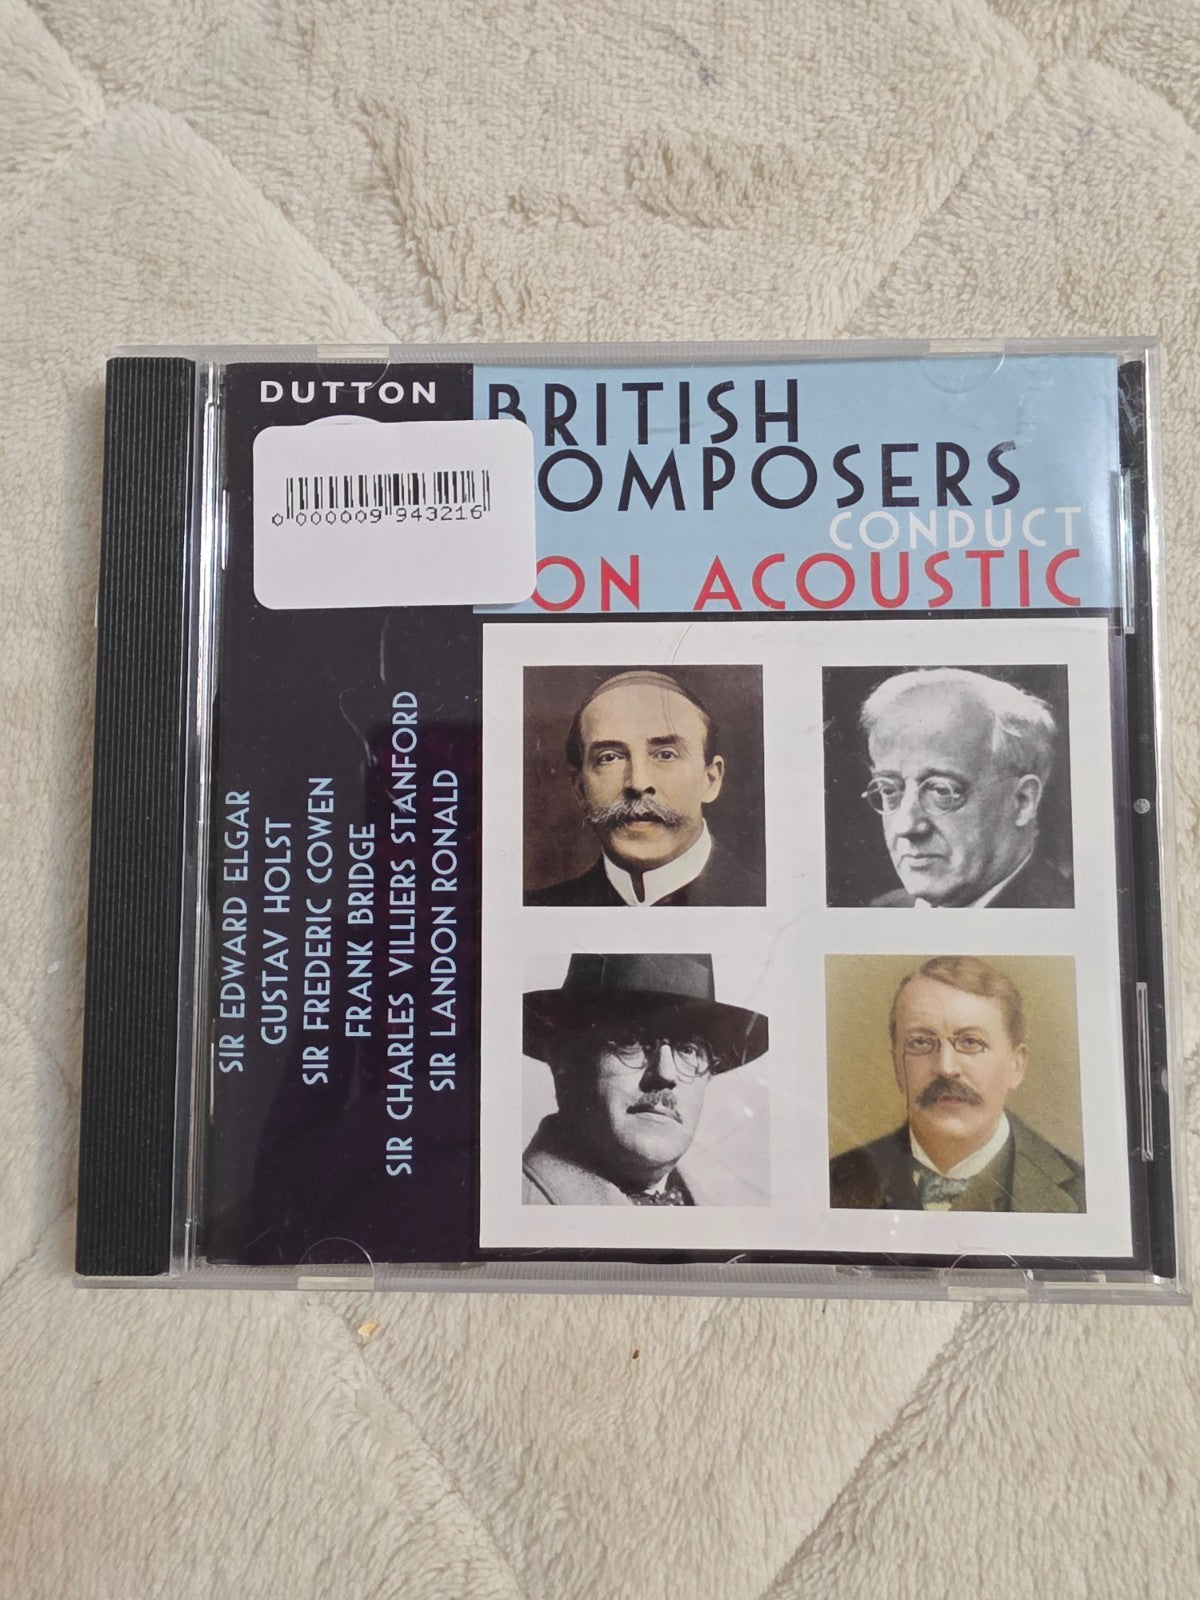 DUTTON
BRITISH
COMPOSERS
CONDUCT
ON ACOUSTIC
0 000009 943216
SIR EDWARD ELGAR
GUSTAV HOLST
SIR FREDERIC COWEN
FRANK BRIDGE
SIR CHARLES VILLIERS STANFORD
SIR LANDON RONALD